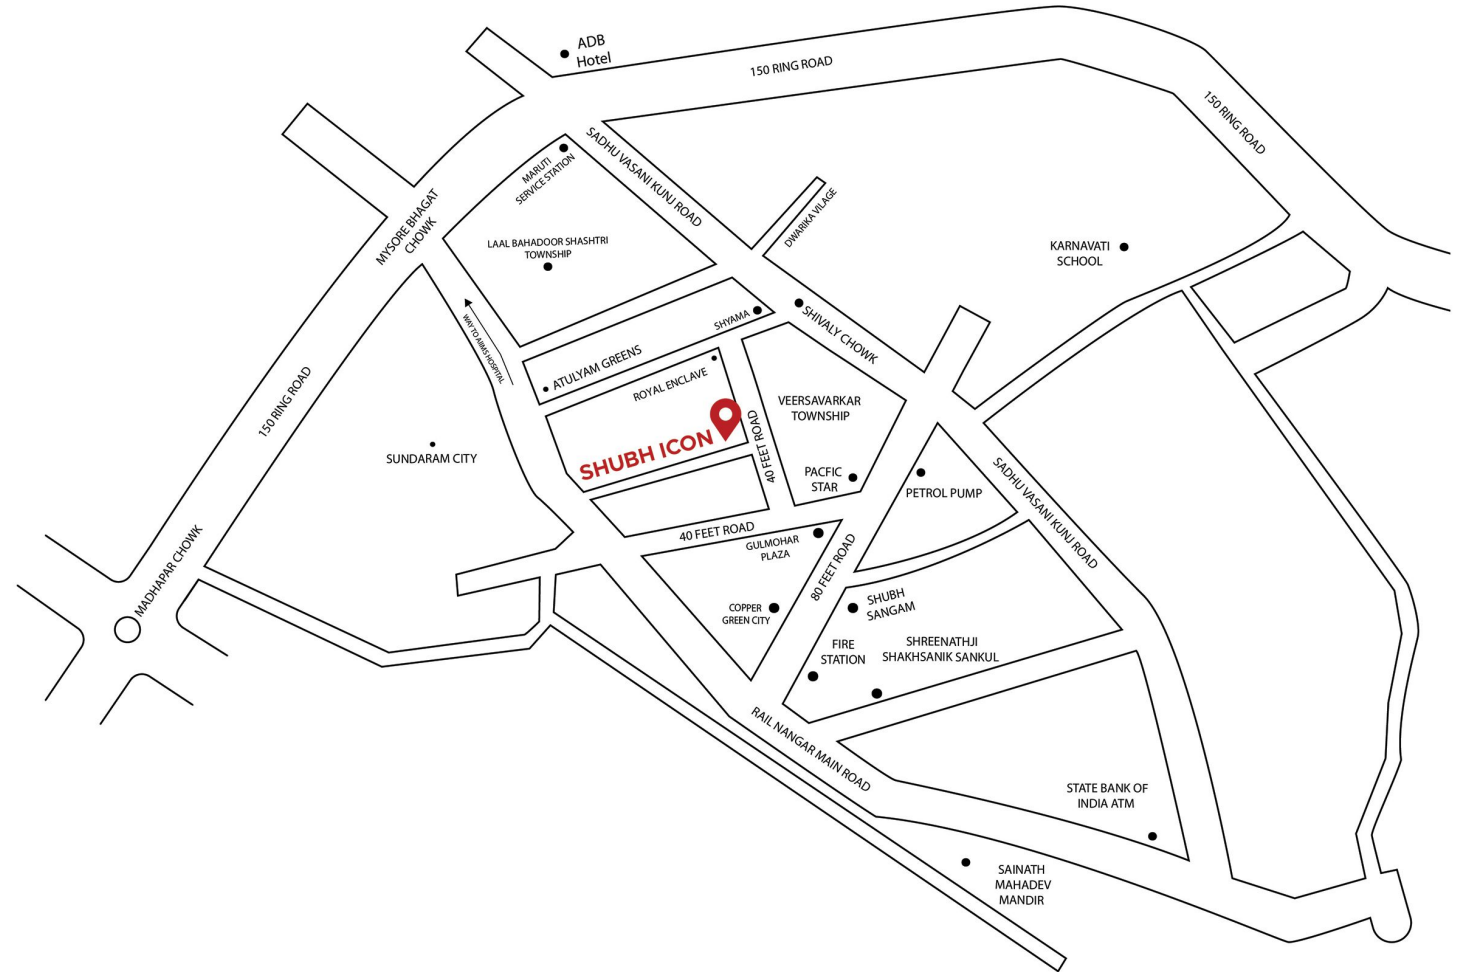 ADB
Hotel
150 RING ROAD
150 RING ROAD
SADHU VASANI KUNJ ROAD
MARUTI
SERVICE STATION
DWARIKA VILAGE
MYSORE BHAGAT
CHOWK
LAAL BAHADOOR SHASHTRI
TOWNSHIP
KARNAVATI
SCHOOL
WAY TO AIIMS HOSPITAL
SHYAMA
SHIVALY CHOWK
ATULYAM GREENS
ROYAL ENCLAVE
150 RING ROAD
VEERSAVARKAR
TOWNSHIP
SHUBH ICON
40 FEET ROAD
SUNDARAM CITY
PACFIC
STAR
PETROL PUMP
SADHU VASANI KUNJ ROAD
40 FEET ROAD
GULMOHAR
PLAZA
80 FEET ROAD
MADHAPAR CHOWK
COPPER
GREEN CITY
SHUBH
SANGAM
FIRE
STATION
SHREENATHJI
SHAKHSANIK SANKUL
RAIL NANGAR MAIN ROAD
STATE BANK OF
INDIA ATM
SAINATH
MAHADEV
MANDIR